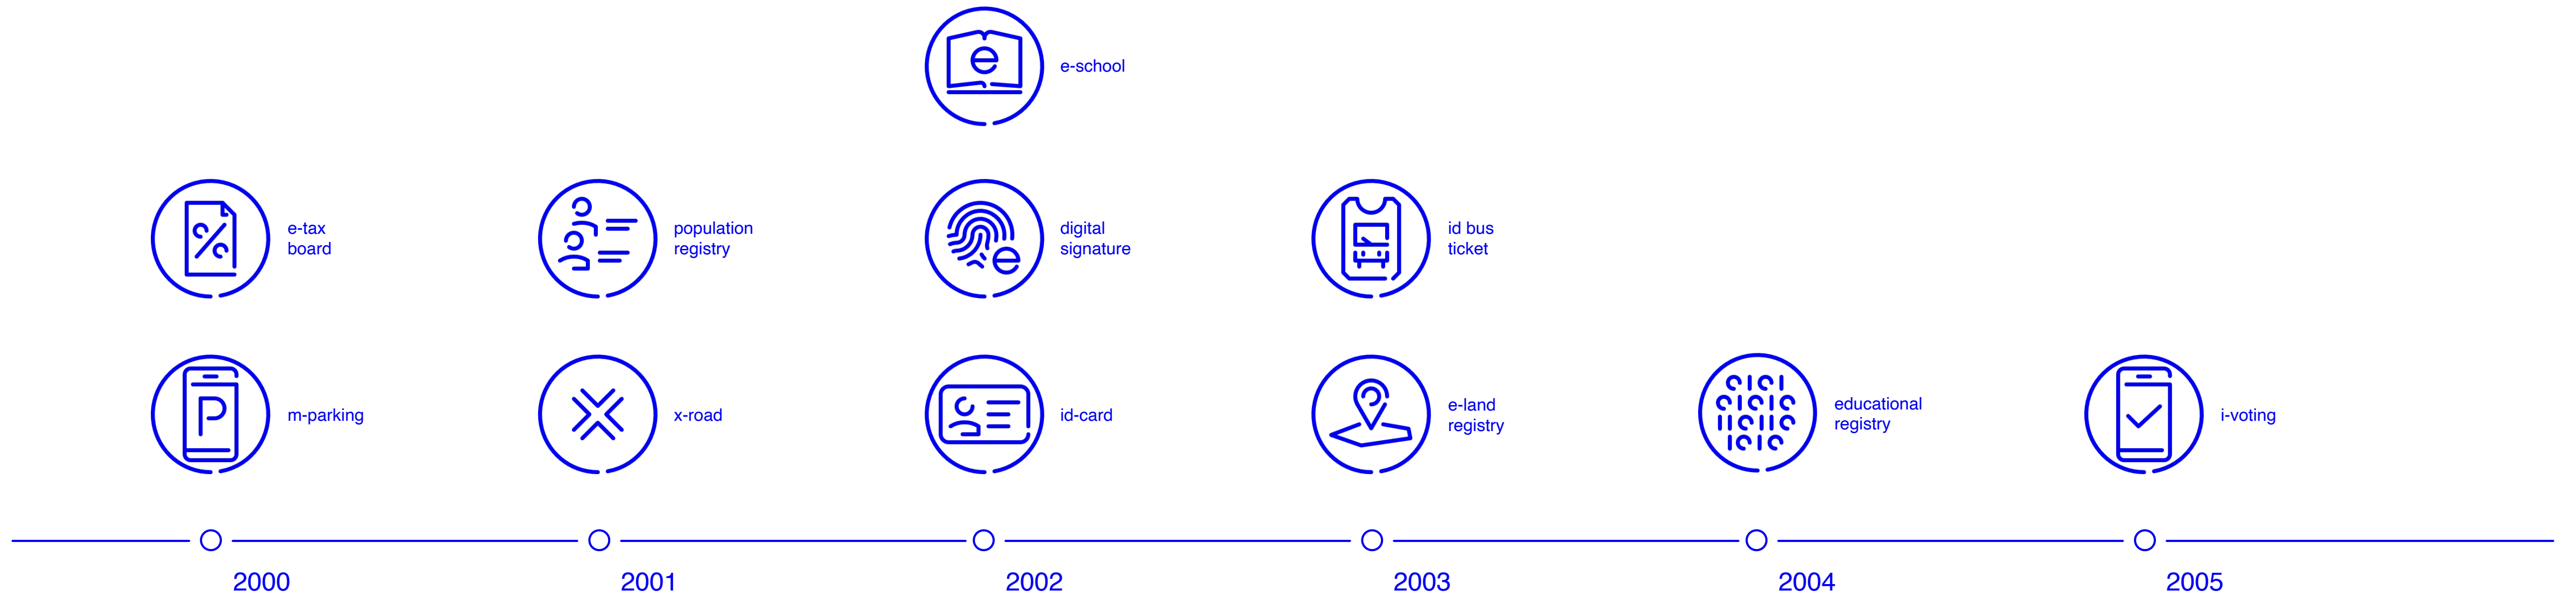 e-school
e-tax
board
population
registry
digital
signature
id bus
ticket
m-parking
x-road
id-card
e-land
registry
educational
registry
i-voting
2000
2001
2002
2003
2004
2005